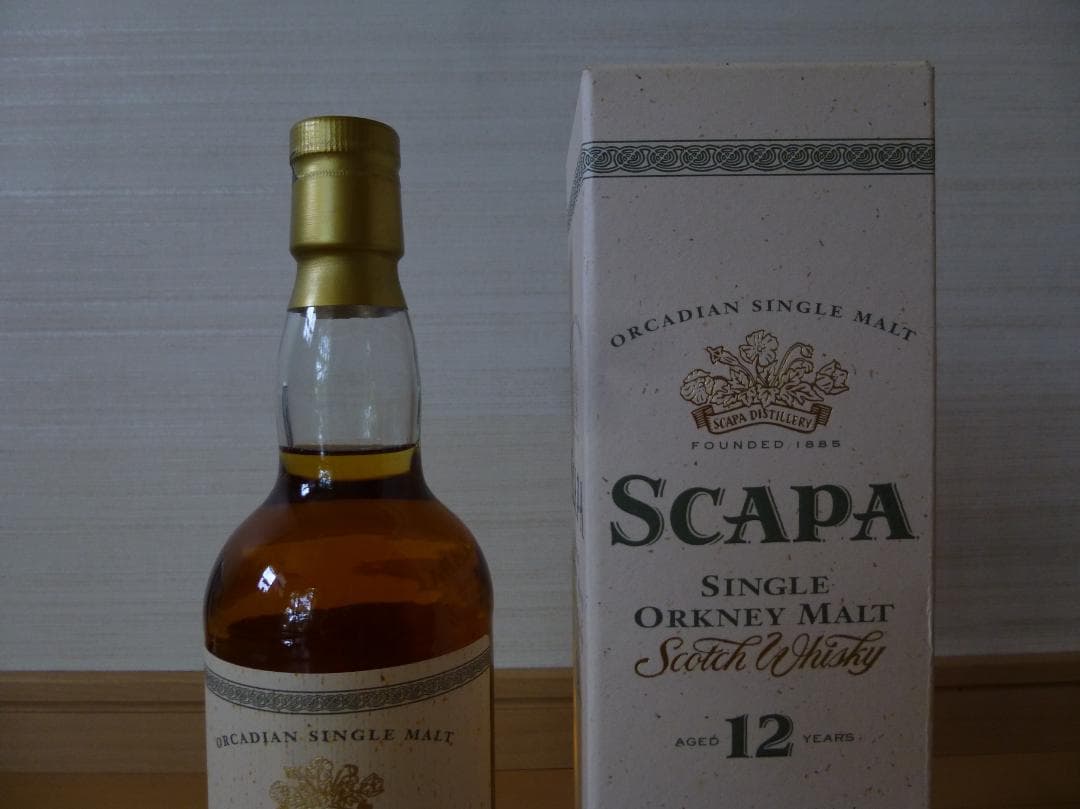 ORCADIAN SINGLE MALT
SCAPA DISTILLERY
FOUNDED 1885
SCAPA
SINGLE
ORKNEY MALT
Scotch Whisky
AGED 12 YEARS
ORCADIAN SINGLE MALT